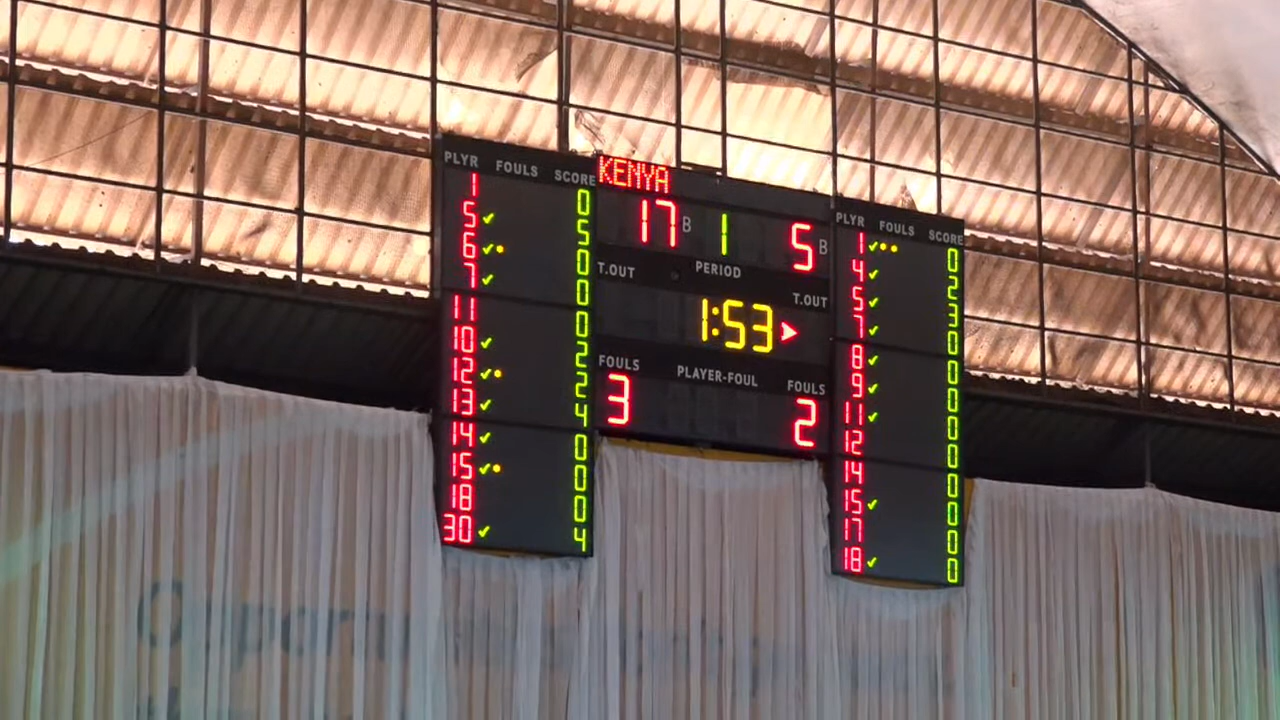 PLYR FOULS SCORE
1 0
5 ✓ 5
6 ✓• 0
7 ✓ 0
11 0
10 ✓ 2
12 ✓• 2
13 ✓ 4
14 ✓ 0
15 ✓• 0
18 0
30 ✓ 4
KENYA
17 B 1 5 B
T.OUT PERIOD T.OUT
1:53
FOULS PLAYER-FOUL FOULS
3 2
PLYR FOULS SCORE
1 ✓•• 0
4 ✓ 2
5 ✓ 3
7 ✓ 0
8 ✓ 0
9 ✓ 0
11 ✓ 0
12 0
14 0
15 ✓ 0
17 0
18 ✓ 0